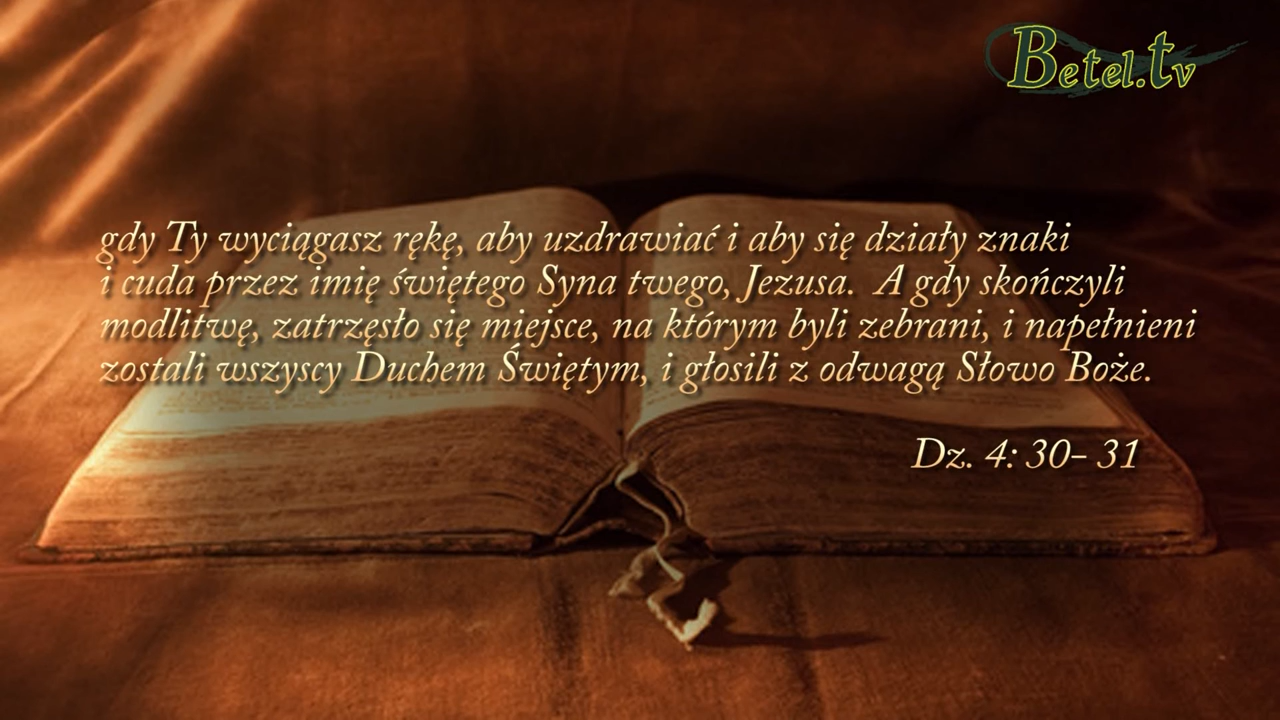 Betel.tv
gdy Ty wyciągasz rękę, aby uzdrawiać i aby się działy znaki
i cuda przez imię świętego Syna twego, Jezusa.  A gdy skończyli
modlitwę, zatrzęsło się miejsce, na którym byli zebrani, i napełnieni
zostali wszyscy Duchem Świętym, i głosili z odwagą Słowo Boże.
Dz. 4: 30- 31